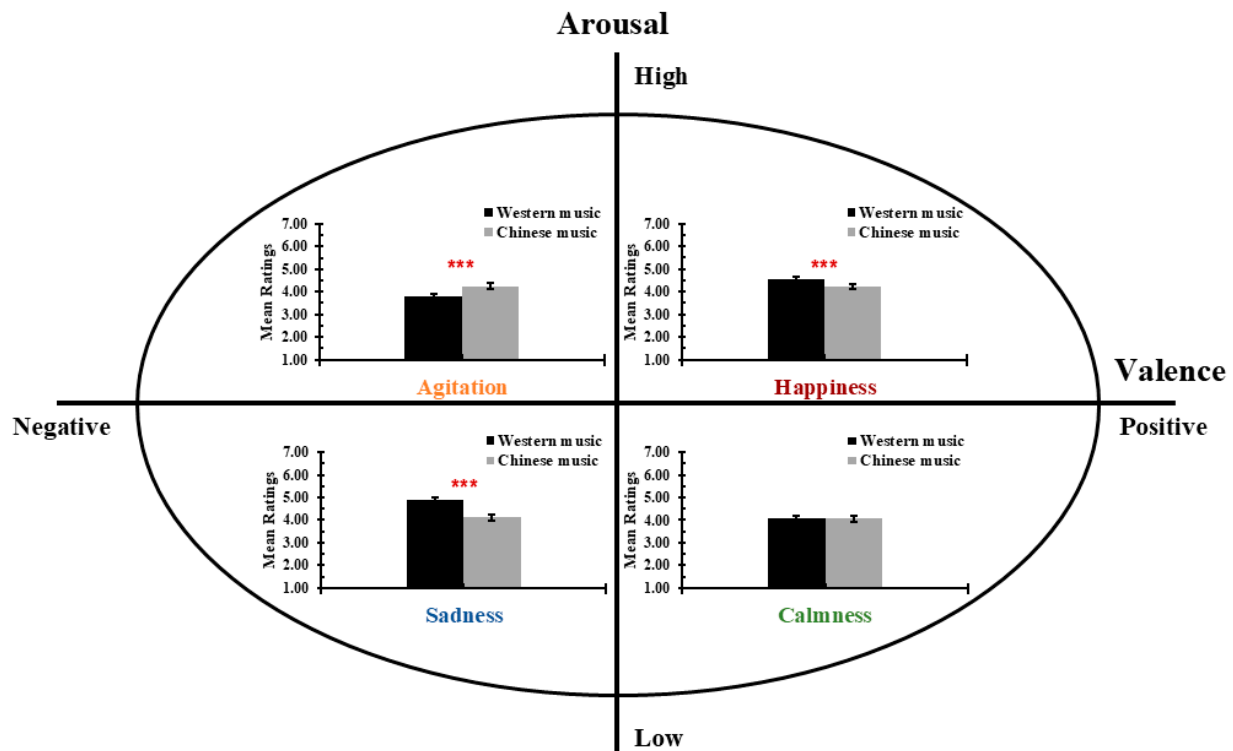 Arousal
High
Western music
Chinese music
7.00
6.00
5.00
4.00
3.00
2.00
1.00
Mean Ratings
***
Agitation
Western music
Chinese music
7.00
6.00
5.00
4.00
3.00
2.00
1.00
Mean Ratings
***
Happiness
Valence
Negative
Positive
Western music
Chinese music
7.00
6.00
5.00
4.00
3.00
2.00
1.00
Mean Ratings
***
Sadness
Western music
Chinese music
7.00
6.00
5.00
4.00
3.00
2.00
1.00
Mean Ratings
Calmness
Low